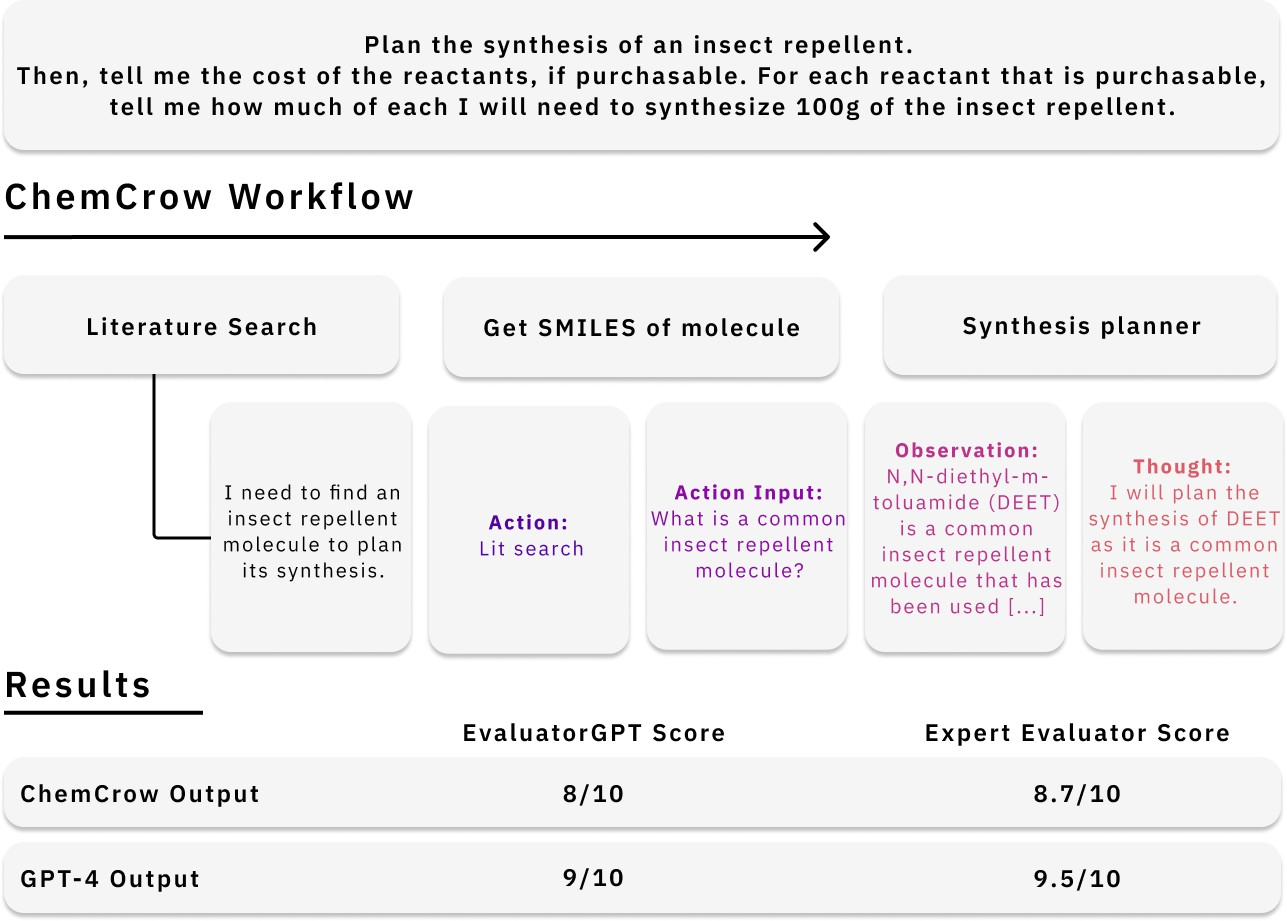 Plan the synthesis of an insect repellent.
Then, tell me the cost of the reactants, if purchasable. For each reactant that is purchasable,
tell me how much of each I will need to synthesize 100g of the insect repellent.
ChemCrow Workflow
Literature Search
Get SMILES of molecule
Synthesis planner
I need to find an
insect repellent
molecule to plan
its synthesis.
Action:
Lit search
Action Input:
What is a common
insect repellent
molecule?
Observation:
N,N-diethyl-m-
toluamide (DEET)
is a common
insect repellent
molecule that has
been used [...]
Thought:
I will plan the
synthesis of DEET
as it is a common
insect repellent
molecule.
Results
EvaluatorGPT Score
Expert Evaluator Score
ChemCrow Output
8/10
8.7/10
GPT-4 Output
9/10
9.5/10